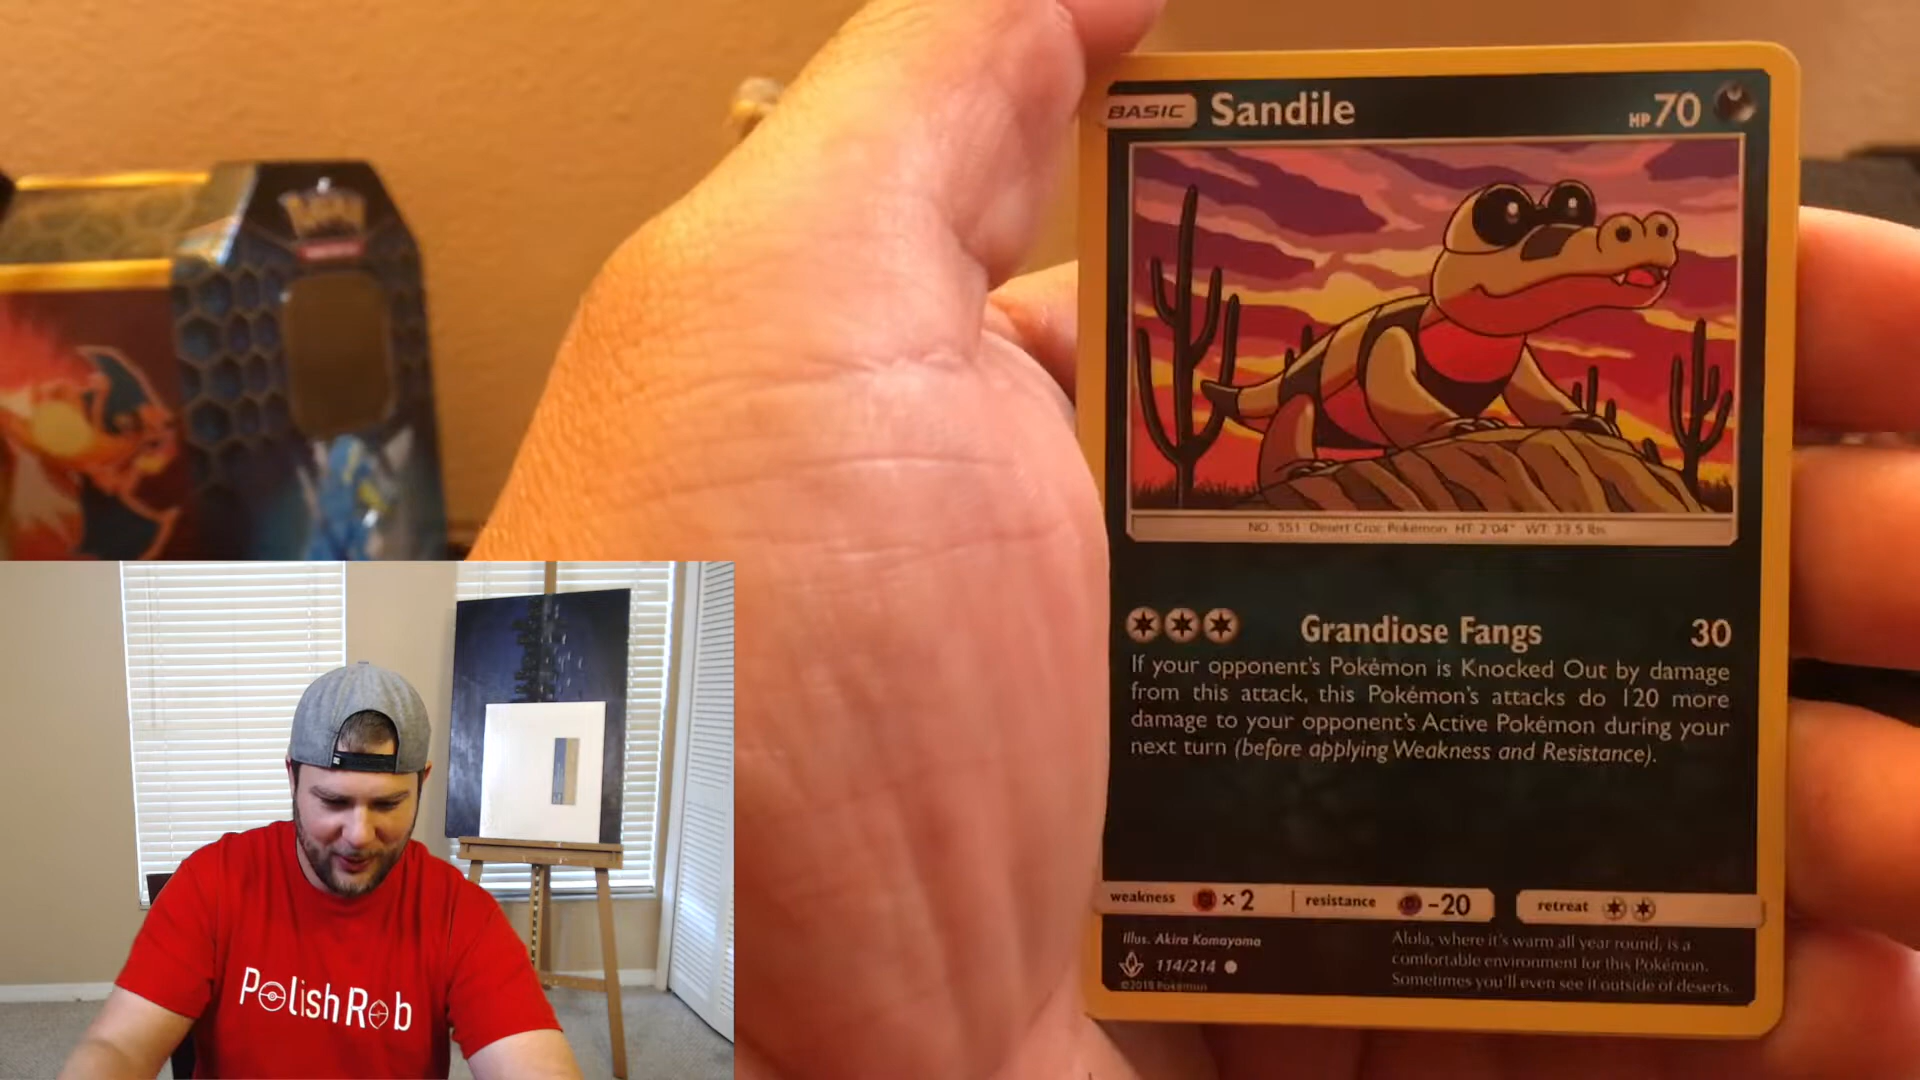 BASIC Sandile HP 70
NO. 551 Desert Croc Pokémon HT: 2'04" WT: 33.5 lbs
Grandiose Fangs 30
If your opponent's Pokémon is Knocked Out by damage
from this attack, this Pokémon's attacks do 120 more
damage to your opponent's Active Pokémon during your
next turn (before applying Weakness and Resistance).
weakness ×2 resistance -20 retreat
Illus. Akira Komayama
114/214
©2019 Pokémon
Alola, where it's warm all year round, is a
comfortable environment for this Pokémon.
Sometimes you'll even see it outside of deserts.
PolishRob